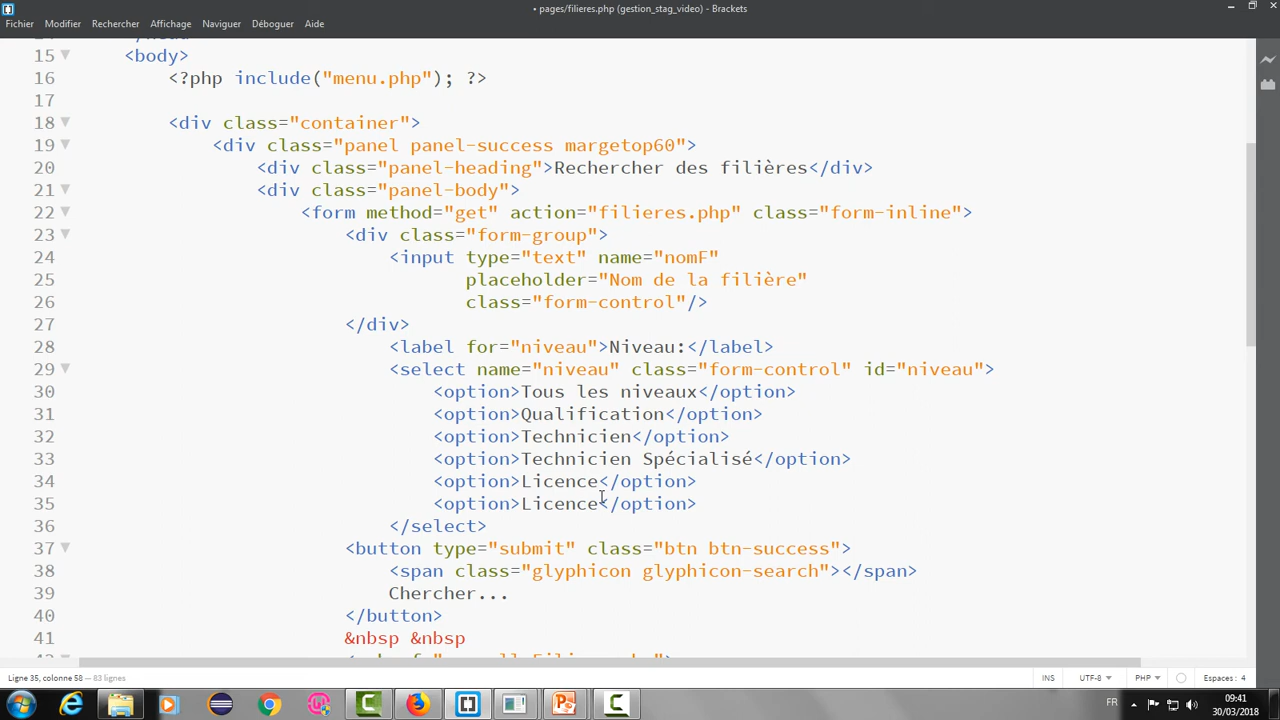 • pages/filieres.php (gestion_stag_video) - Brackets
Fichier Modifier Rechercher Affichage Naviguer Déboguer Aide
15 <body>
16 <?php include("menu.php"); ?>
17
18 <div class="container">
19 <div class="panel panel-success margetop60">
20 <div class="panel-heading">Rechercher des filières</div>
21 <div class="panel-body">
22 <form method="get" action="filieres.php" class="form-inline">
23 <div class="form-group">
24 <input type="text" name="nomF"
25 placeholder="Nom de la filière"
26 class="form-control"/>
27 </div>
28 <label for="niveau">Niveau:</label>
29 <select name="niveau" class="form-control" id="niveau">
30 <option>Tous les niveaux</option>
31 <option>Qualification</option>
32 <option>Technicien</option>
33 <option>Technicien Spécialisé</option>
34 <option>Licence</option>
35 <option>Licence</option>
36 </select>
37 <button type="submit" class="btn btn-success">
38 <span class="glyphicon glyphicon-search"></span>
39 Chercher...
40 </button>
41 &nbsp &nbsp
Ligne 35, colonne 58 — 83 lignes INS UTF-8 PHP Espaces : 4
FR 09:41
30/03/2018